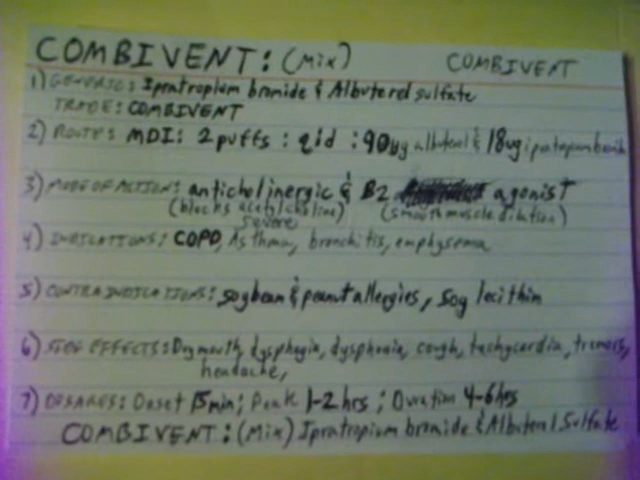 COMBIVENT: (Mix) COMBIVENT
1) GENERIC: Ipratropium bromide & Albuterol sulfate
TRADE: COMBIVENT
2) ROUTE: MDI: 2 puffs : qid : 90ug albuterol & 18ug ipratropium bromide
3) MODE OF ACTION: anticholinergic & B2 agonist
(blocks acetylcholine) (smooth muscle dilation)
severe
4) INDICATIONS: COPD, Asthma, bronchitis, emphysema
5) CONTRAINDICATIONS: soybean & peanut allergies, soy lecithin
6) SIDE EFFECTS: Dry mouth, dysphagia, dysphonia, cough, tachycardia, tremors,
headache,
7) DOSAGES: Onset 15min; Peak 1-2 hrs; Duration 4-6hrs
COMBIVENT: (Mix) Ipratropium bromide & Albuterol Sulfate